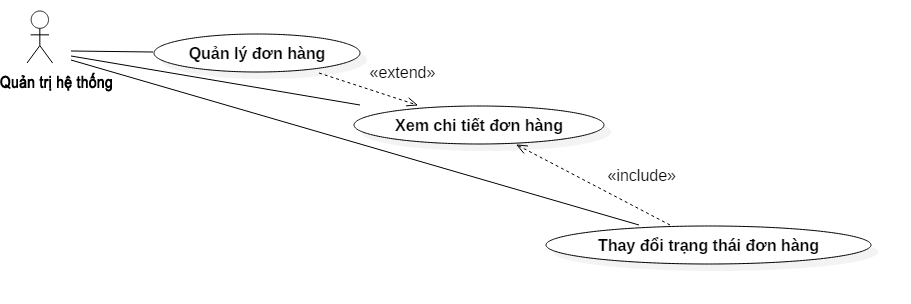 Quản lý đơn hàng
Quản trị hệ thống
«extend»
Xem chi tiết đơn hàng
«include»
Thay đổi trạng thái đơn hàng